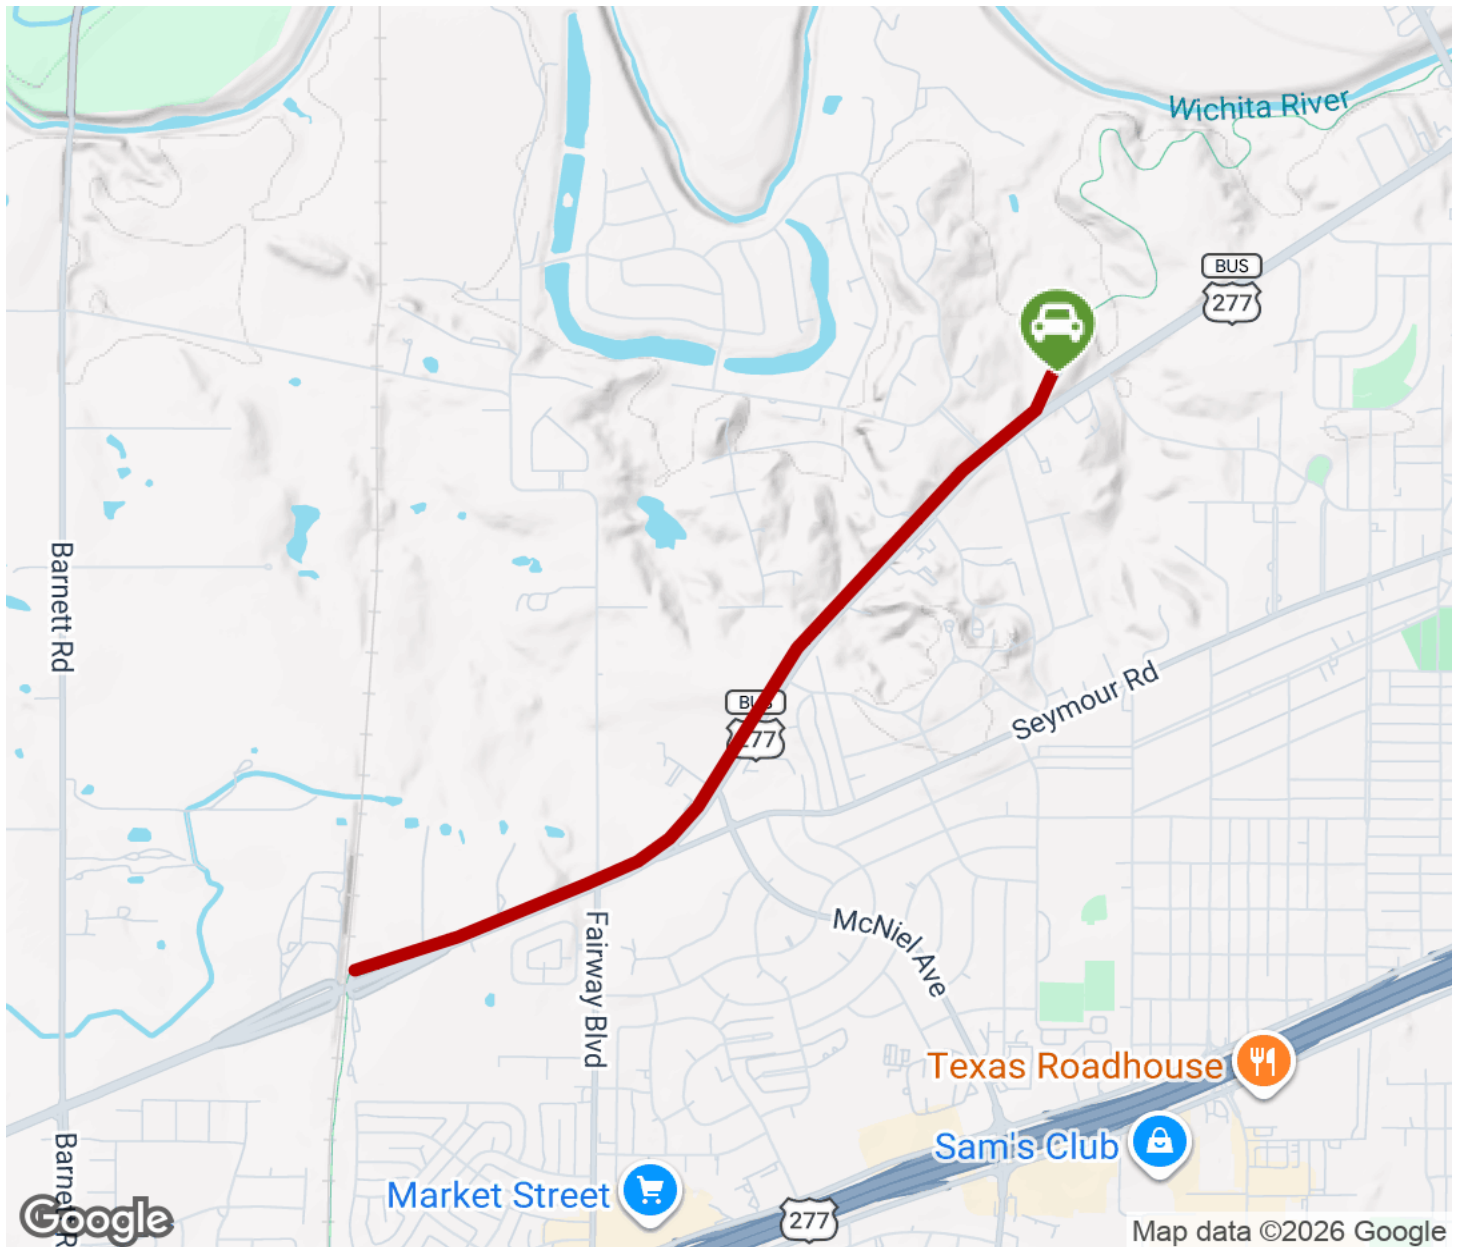 Wichita River
BUS
277
Barnett Rd
BUS
277
Seymour Rd
McNiel Ave
Fairway Blvd
Texas Roadhouse
Sam's Club
Market Street
277
Google
Map data ©2026 Google